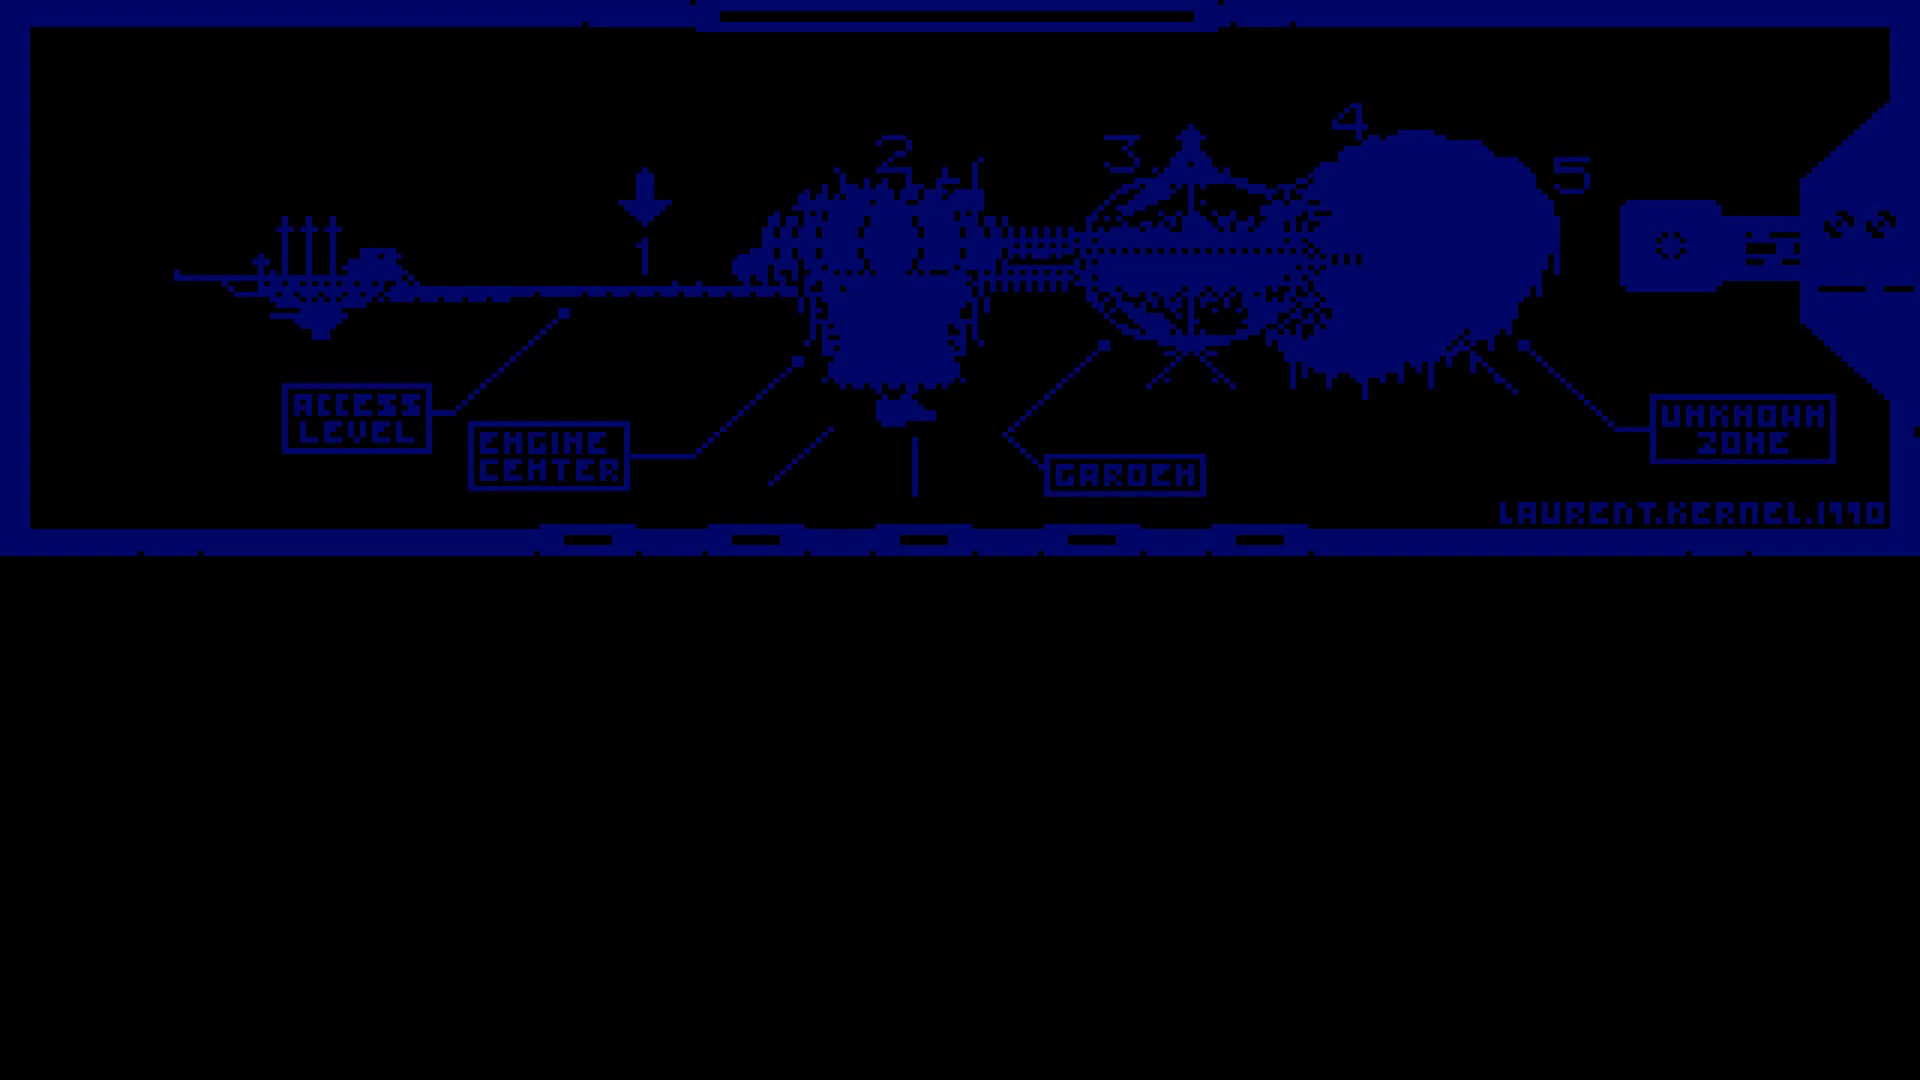 4
2
3
5
1
ACCESS
LEVEL
ENGINE
CENTER
GARDEN
UNKNOWN
ZONE
LAURENT.KERNEL.1990